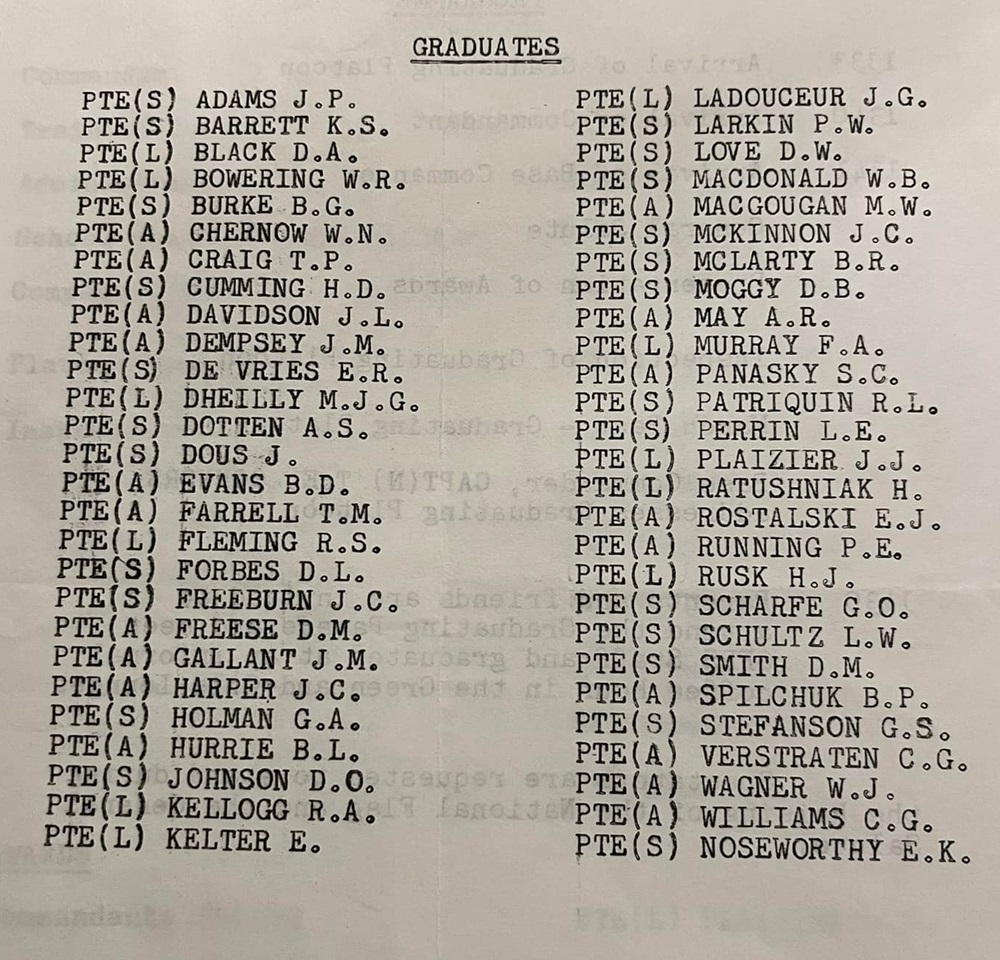 GRADUATES
PTE(S) ADAMS J.P.
PTE(S) BARRETT K.S.
PTE(L) BLACK D.A.
PTE(L) BOWERING W.R.
PTE(S) BURKE B.G.
PTE(A) CHERNOW W.N.
PTE(A) CRAIG T.P.
PTE(S) CUMMING H.D.
PTE(A) DAVIDSON J.L.
PTE(A) DEMPSEY J.M.
PTE(S) DE VRIES E.R.
PTE(L) DHEILLY M.J.G.
PTE(S) DOTTEN A.S.
PTE(S) DOUS J.
PTE(A) EVANS B.D.
PTE(A) FARRELL T.M.
PTE(L) FLEMING R.S.
PTE(S) FORBES D.L.
PTE(S) FREEBURN J.C.
PTE(A) FREESE D.M.
PTE(A) GALLANT J.M.
PTE(A) HARPER J.C.
PTE(S) HOLMAN G.A.
PTE(A) HURRIE B.L.
PTE(S) JOHNSON D.O.
PTE(L) KELLOGG R.A.
PTE(L) KELTER E.
PTE(L) LADOUCEUR J.G.
PTE(S) LARKIN P.W.
PTE(S) LOVE D.W.
PTE(S) MACDONALD W.B.
PTE(A) MACGOUGAN M.W.
PTE(S) MCKINNON J.C.
PTE(S) MCLARTY B.R.
PTE(S) MOGGY D.B.
PTE(A) MAY A.R.
PTE(L) MURRAY F.A.
PTE(A) PANASKY S.C.
PTE(S) PATRIQUIN R.L.
PTE(S) PERRIN L.E.
PTE(L) PLAIZIER J.J.
PTE(L) RATUSHNIAK H.
PTE(A) ROSTALSKI E.J.
PTE(A) RUNNING P.E.
PTE(L) RUSK H.J.
PTE(S) SCHARFE G.O.
PTE(S) SCHULTZ L.W.
PTE(S) SMITH D.M.
PTE(A) SPILCHUK B.P.
PTE(S) STEFANSON G.S.
PTE(A) VERSTRATEN C.G.
PTE(A) WAGNER W.J.
PTE(A) WILLIAMS C.G.
PTE(S) NOSEWORTHY E.K.